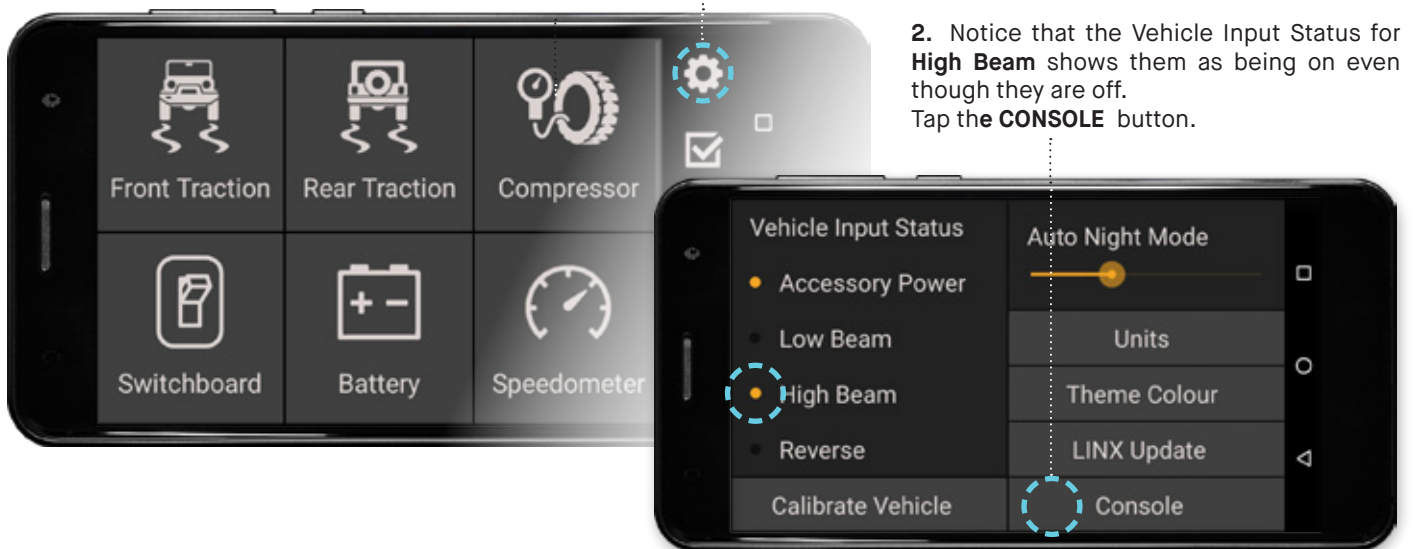 2. Notice that the Vehicle Input Status for
High Beam shows them as being on even
though they are off.
Tap the CONSOLE button.
Front Traction
Rear Traction
Compressor
Switchboard
Battery
Speedometer
Vehicle Input Status
Accessory Power
Low Beam
High Beam
Reverse
Calibrate Vehicle
Auto Night Mode
Units
Theme Colour
LINX Update
Console